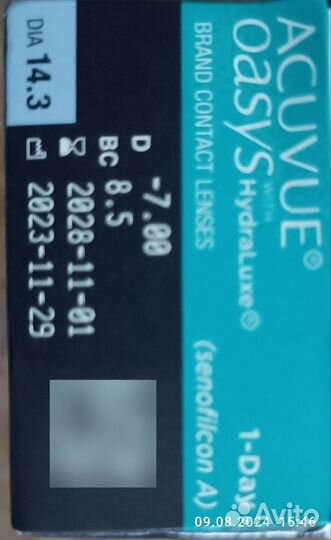 ACUVUE®
OASYS WITH HydraLuxe® 1-Day
BRAND CONTACT LENSES (senofilcon A)
D -7.00
BC 8.5
2028-11-01
2023-11-29
DIA 14.3
09.08.2024 15:46
Avito